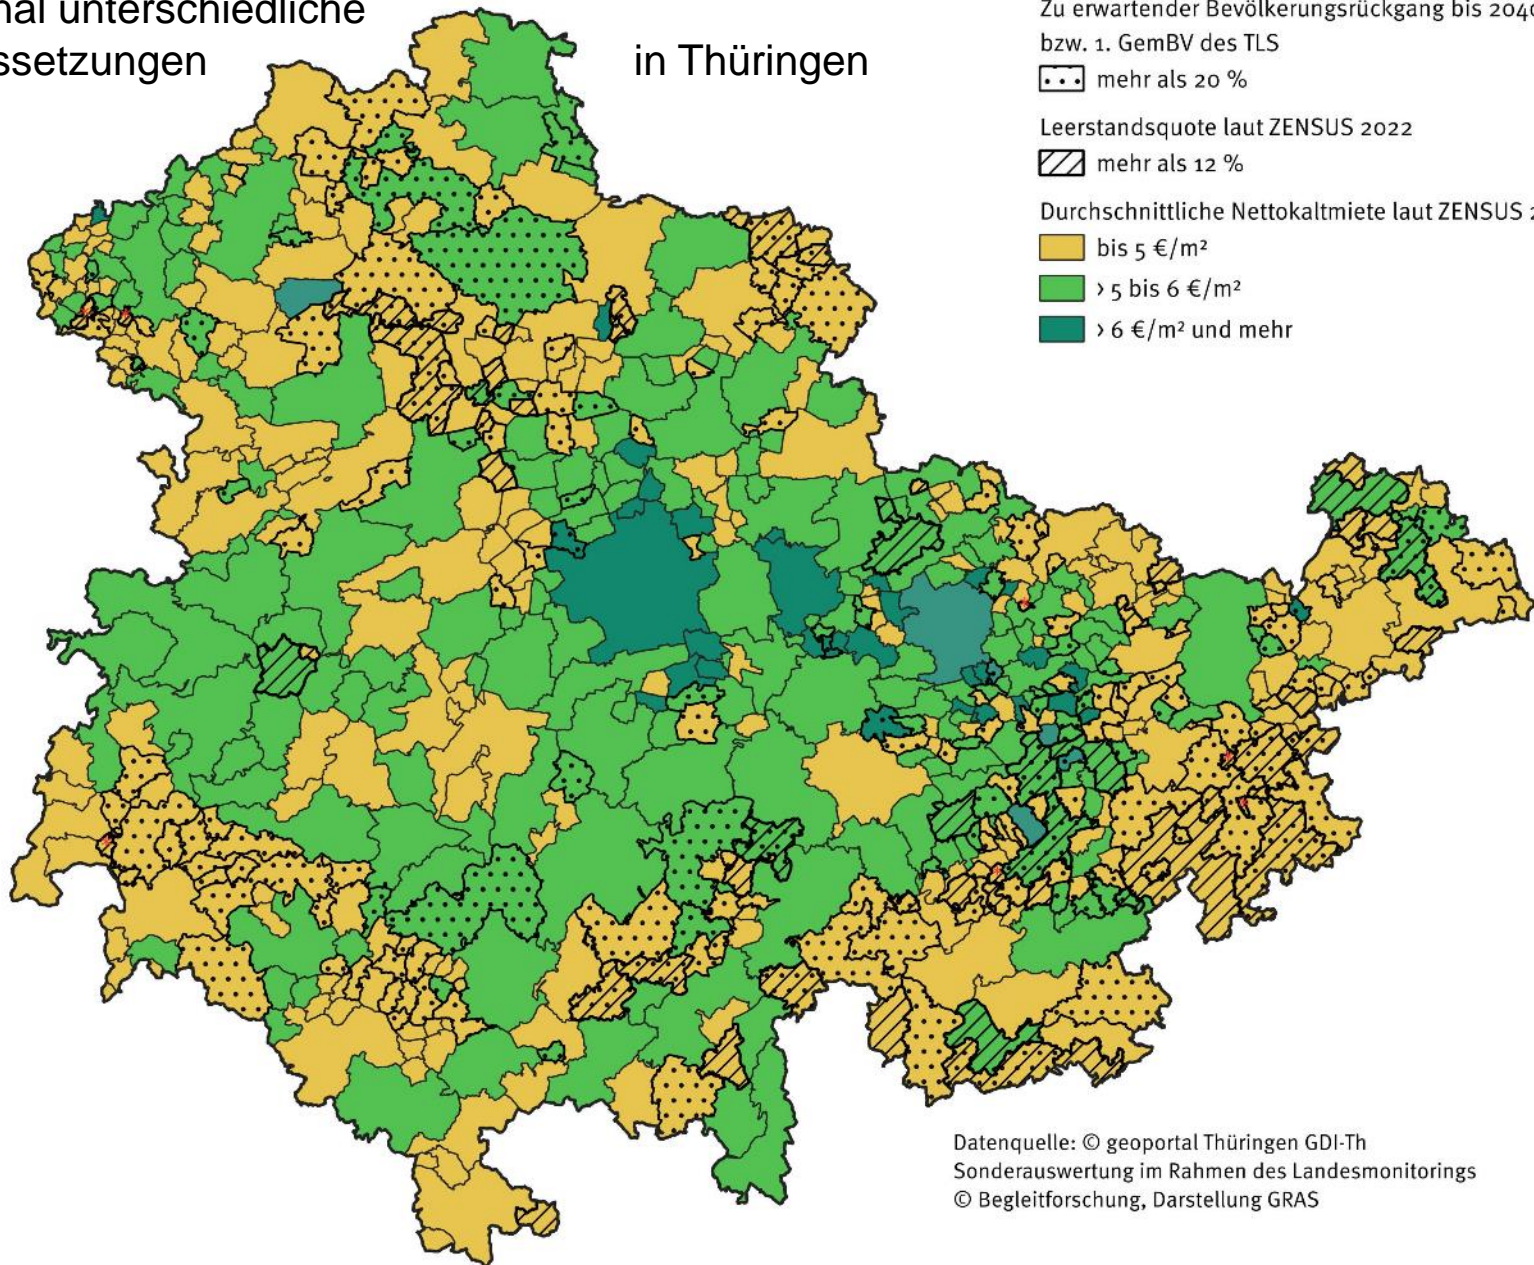 nal unterschiedliche
ssetzungen in Thüringen
Zu erwartender Bevölkerungsrückgang bis 2040
bzw. 1. GemBV des TLS
mehr als 20 %
Leerstandsquote laut ZENSUS 2022
mehr als 12 %
Durchschnittliche Nettokaltmiete laut ZENSUS 2
bis 5 €/m²
> 5 bis 6 €/m²
> 6 €/m² und mehr
Datenquelle: © geoportal Thüringen GDI-Th
Sonderauswertung im Rahmen des Landesmonitorings
© Begleitforschung, Darstellung GRAS